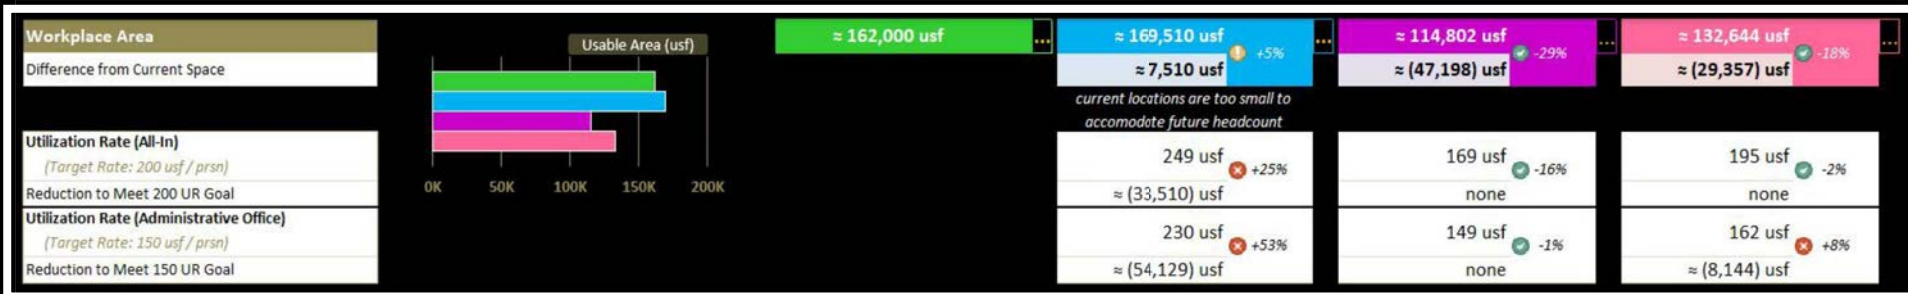 Workplace Area
Difference from Current Space
Usable Area (usf)
0K 50K 100K 150K 200K
≈ 162,000 usf ...
≈ 169,510 usf ...
+5%
≈ 7,510 usf
current locations are too small to
accomodate future headcount
≈ 114,802 usf ...
-29%
≈ (47,198) usf
≈ 132,644 usf ...
-18%
≈ (29,357) usf
Utilization Rate (All-In)
(Target Rate: 200 usf / prsn)
Reduction to Meet 200 UR Goal
249 usf +25%
≈ (33,510) usf
169 usf -16%
none
195 usf -2%
none
Utilization Rate (Administrative Office)
(Target Rate: 150 usf / prsn)
Reduction to Meet 150 UR Goal
230 usf +53%
≈ (54,129) usf
149 usf -1%
none
162 usf +8%
≈ (8,144) usf